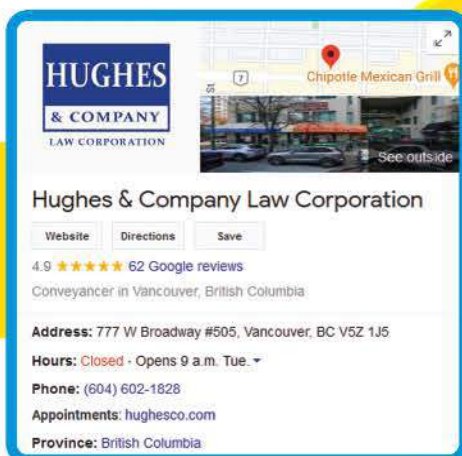 HUGHES
& COMPANY
LAW CORPORATION
St
7
Chipotle Mexican Grill
See outside
Hughes & Company Law Corporation
Website Directions Save
4.9 ★★★★★ 62 Google reviews
Conveyancer in Vancouver, British Columbia
Address: 777 W Broadway #505, Vancouver, BC V5Z 1J5
Hours: Closed · Opens 9 a.m. Tue.
Phone: (604) 602-1828
Appointments: hughesco.com
Province: British Columbia